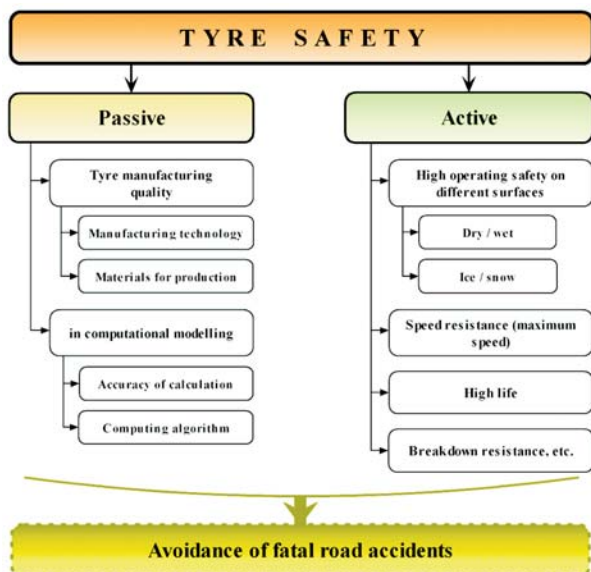 TYRE SAFETY
Passive
Tyre manufacturing
quality
Manufacturing technology
Materials for production
in computational modelling
Accuracy of calculation
Computing algorithm
Active
High operating safety on
different surfaces
Dry / wet
Ice / snow
Speed resistance (maximum
speed)
High life
Breakdown resistance, etc.
Avoidance of fatal road accidents